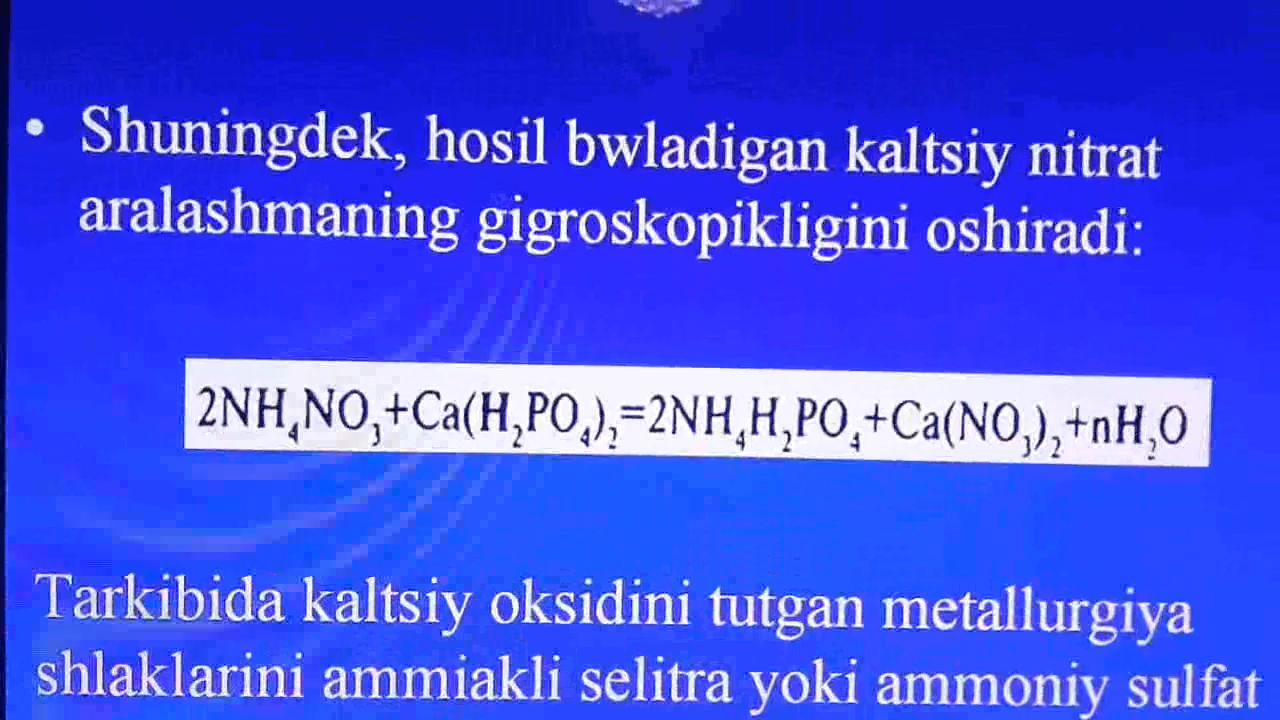 • Shuningdek, hosil bwladigan kaltsiy nitrat
aralashmaning gigroskopikligini oshiradi:
2NH₄NO₃+Ca(H₂PO₄)₂=2NH₄H₂PO₄+Ca(NO₃)₂+nH₂O
Tarkibida kaltsiy oksidini tutgan metallurgiya
shlaklarini ammiakli selitra yoki ammoniy sulfat